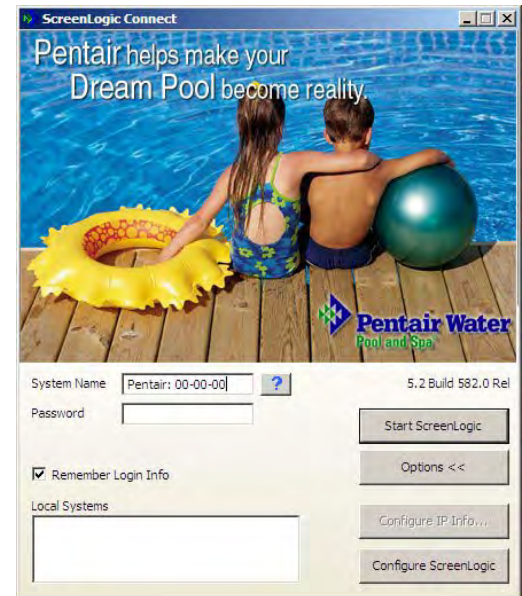 ScreenLogic Connect
Pentair helps make your
Dream Pool become reality.
Pentair Water
Pool and Spa
System Name
Pentair: 00-00-00
?
5.2 Build 582.0 Rel
Password
Start ScreenLogic
Remember Login Info
Options <<
Local Systems
Configure IP Info...
Configure ScreenLogic